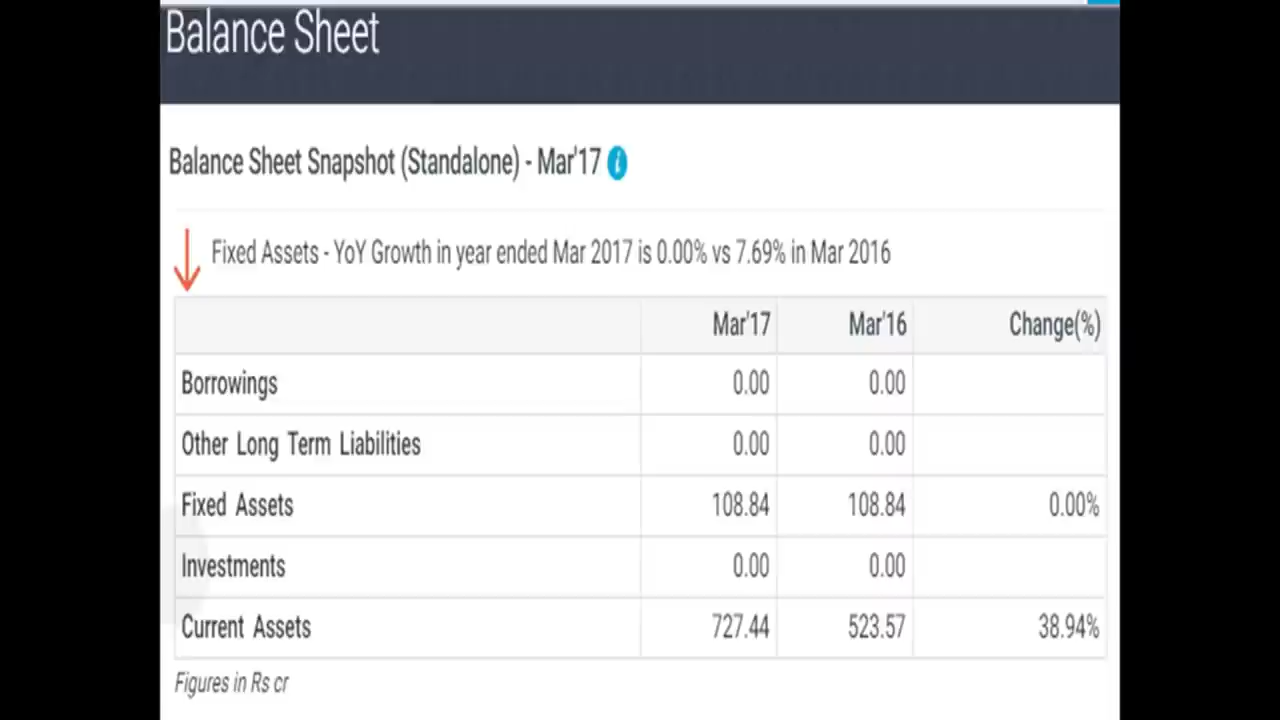 Balance Sheet
Balance Sheet Snapshot (Standalone) - Mar'17 i
Fixed Assets - YoY Growth in year ended Mar 2017 is 0.00% vs 7.69% in Mar 2016
Mar'17 Mar'16 Change(%)
Borrowings 0.00 0.00
Other Long Term Liabilities 0.00 0.00
Fixed Assets 108.84 108.84 0.00%
Investments 0.00 0.00
Current Assets 727.44 523.57 38.94%
Figures in Rs cr